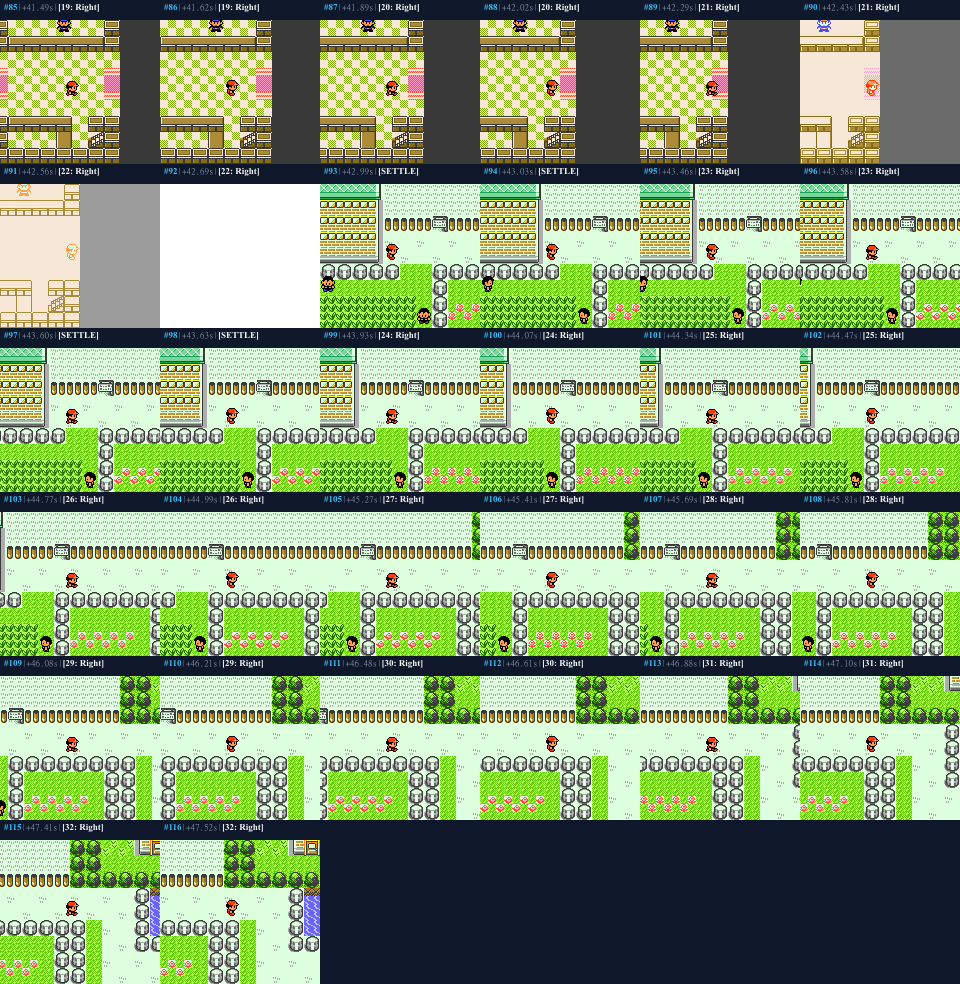 #85|+41.49s|[19: Right]
#86|+41.62s|[19: Right]
#87|+41.89s|[20: Right]
#88|+42.02s|[20: Right]
#89|+42.29s|[21: Right]
#90|+42.43s|[21: Right]
#91|+42.56s|[22: Right]
#92|+42.69s|[22: Right]
#93|+42.99s|[SETTLE]
#94|+43.03s|[SETTLE]
#95|+43.46s|[23: Right]
#96|+43.58s|[23: Right]
#97|+43.60s|[SETTLE]
#98|+43.63s|[SETTLE]
#99|+43.93s|[24: Right]
#100|+44.07s|[24: Right]
#101|+44.34s|[25: Right]
#102|+44.47s|[25: Right]
#103|+44.77s|[26: Right]
#104|+44.99s|[26: Right]
#105|+45.27s|[27: Right]
#106|+45.41s|[27: Right]
#107|+45.69s|[28: Right]
#108|+45.81s|[28: Right]
#109|+46.08s|[29: Right]
#110|+46.21s|[29: Right]
#111|+46.48s|[30: Right]
#112|+46.61s|[30: Right]
#113|+46.88s|[31: Right]
#114|+47.10s|[31: Right]
#115|+47.41s|[32: Right]
#116|+47.52s|[32: Right]